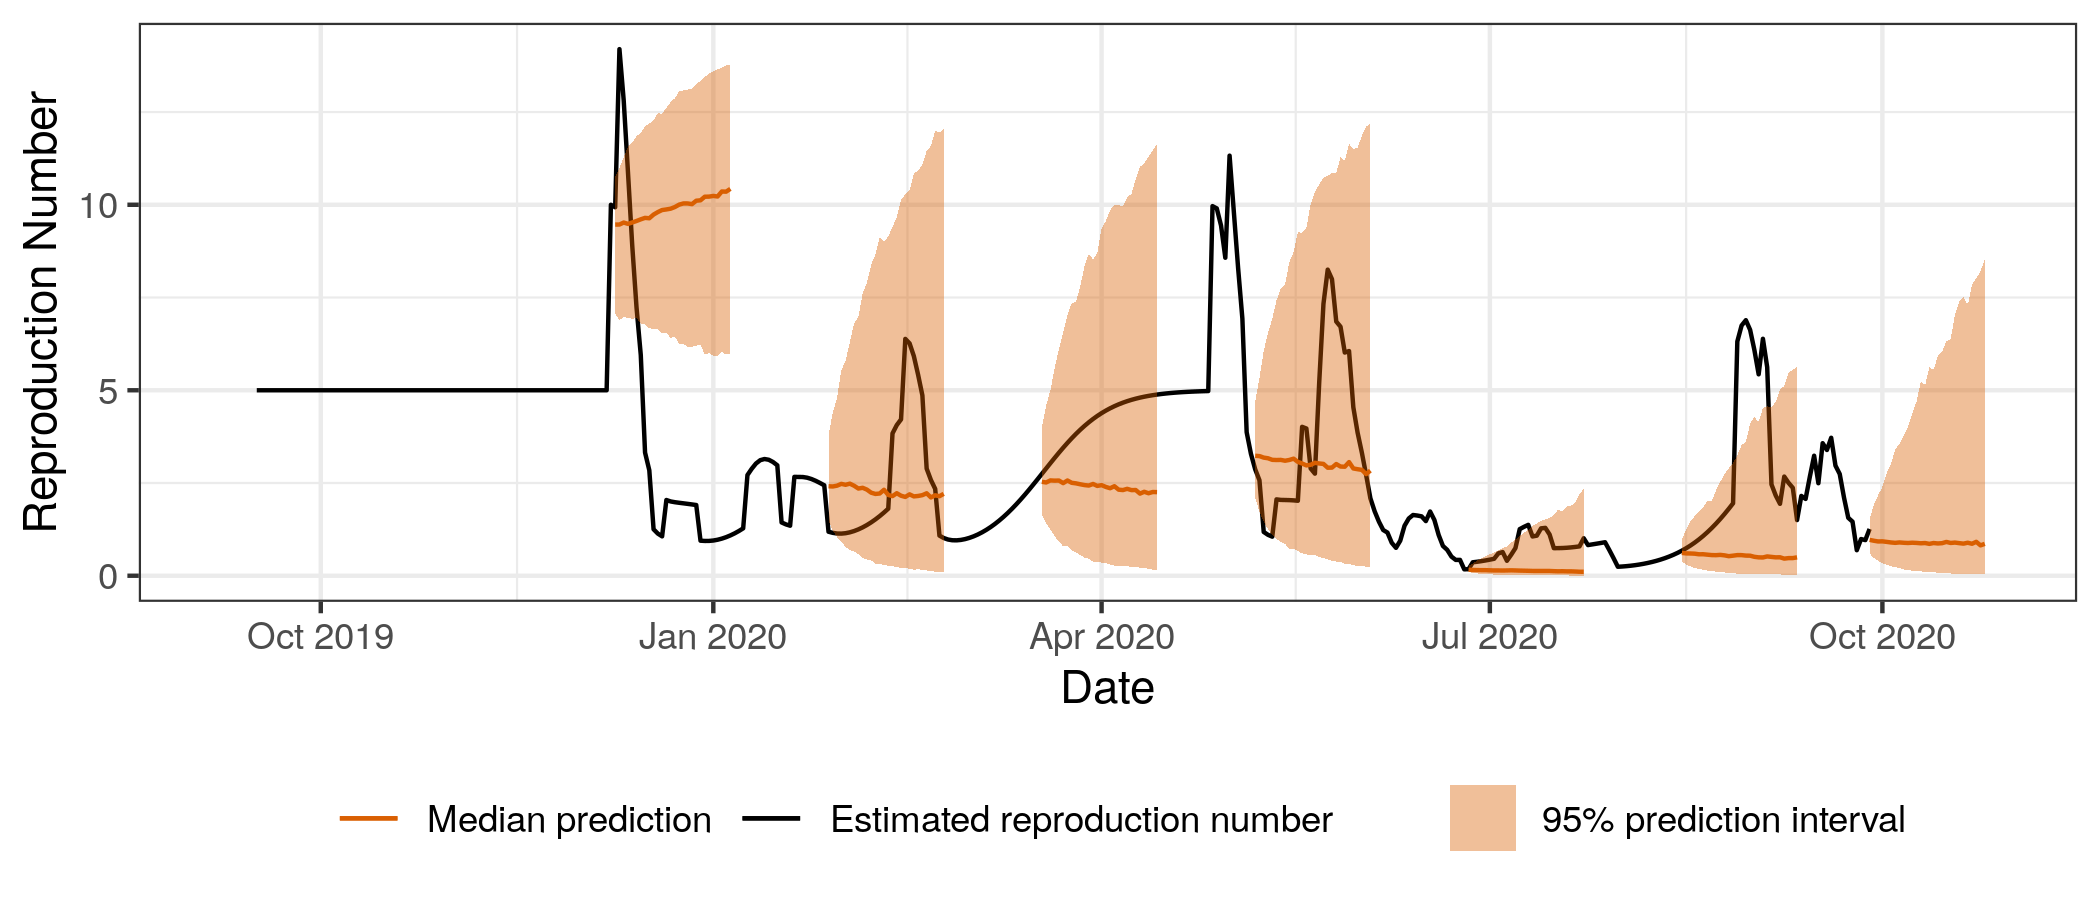 Reproduction Number
10
5
0
Oct 2019
Jan 2020
Apr 2020
Jul 2020
Oct 2020
Date
Median prediction
Estimated reproduction number
95% prediction interval